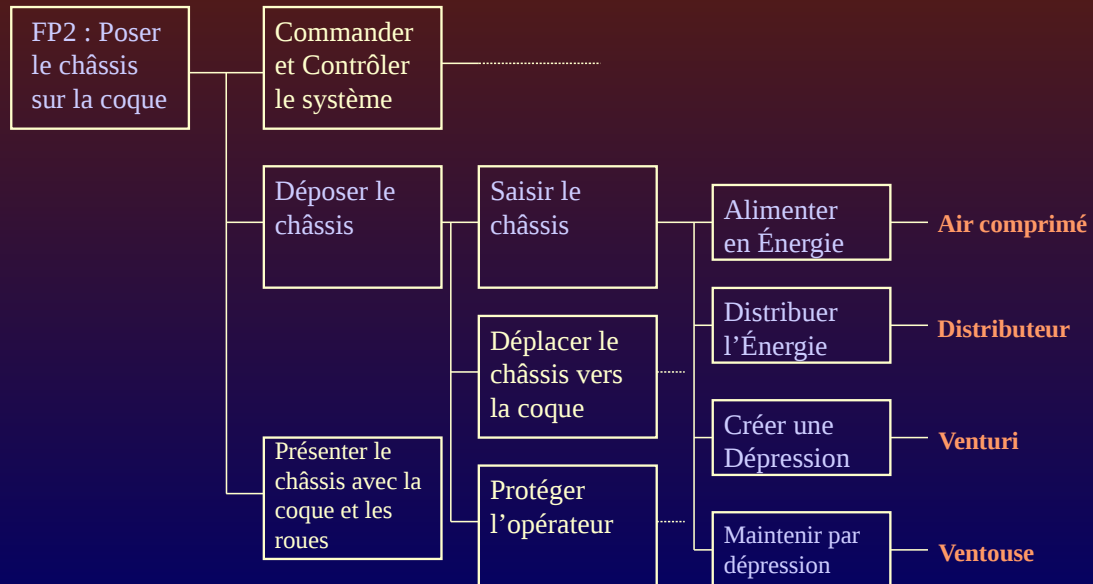 FP2 : Poser
le châssis
sur la coque
Commander
et Contrôler
le système
Déposer le
châssis
Saisir le
châssis
Alimenter
en Énergie
Air comprimé
Distribuer
l’Énergie
Distributeur
Déplacer le
châssis vers
la coque
Créer une
Dépression
Venturi
Présenter le
châssis avec la
coque et les
roues
Protéger
l’opérateur
Maintenir par
dépression
Ventouse